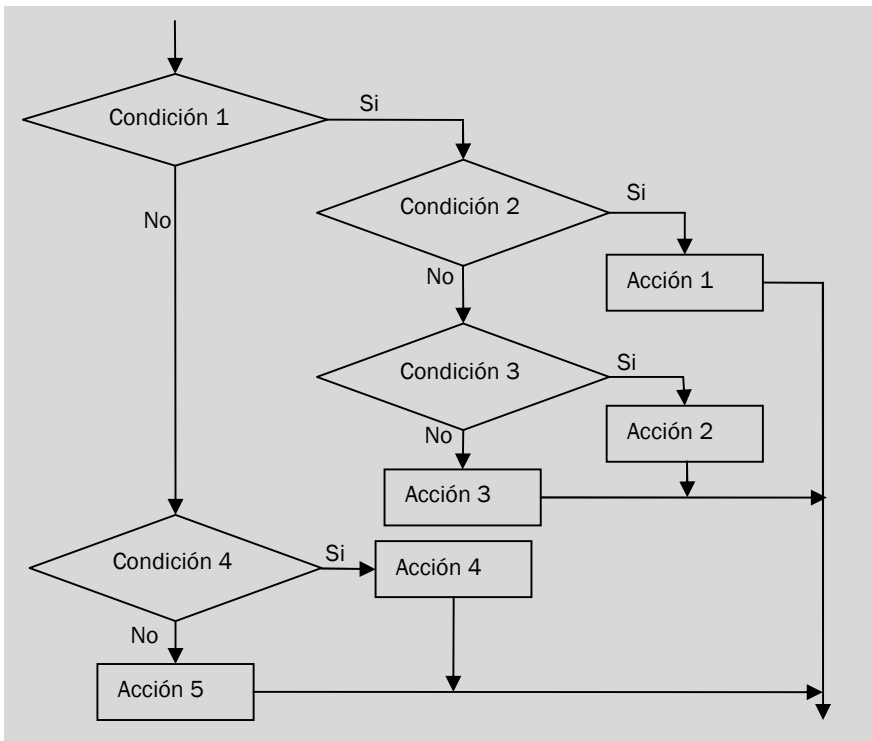 Condición 1
Si
Condición 2
Si
No
Acción 1
No
Condición 3
Si
Acción 2
No
Acción 3
Condición 4
Si
Acción 4
No
Acción 5